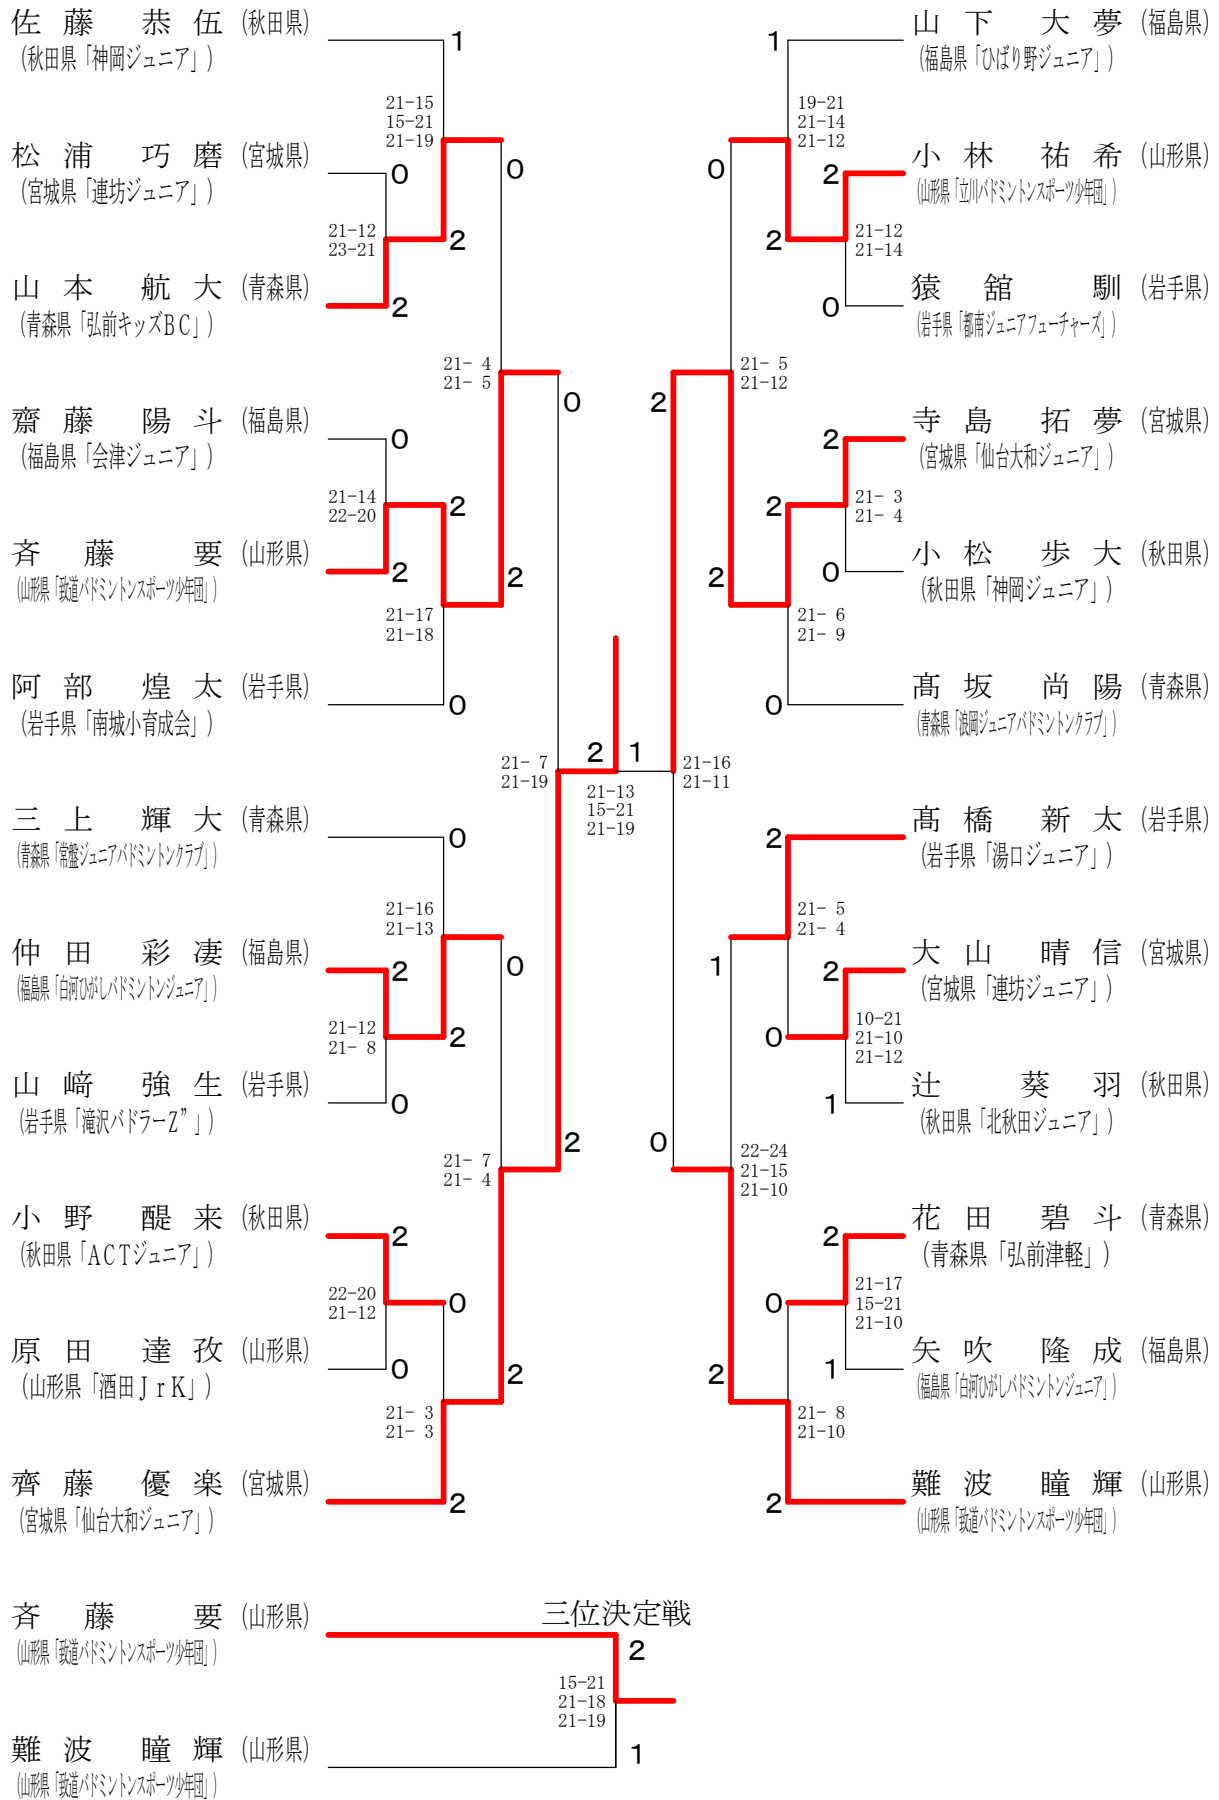 佐藤 恭伍 (秋田県)
(秋田県「神岡ジュニア」)
1
21-15
15-21
21-19
松浦 巧磨 (宮城県)
(宮城県「連坊ジュニア」)
0
0
21-12
23-21
2
山本 航大 (青森県)
(青森県「弘前キッズBC」)
2
21- 4
21- 5
0
齋藤 陽斗 (福島県)
(福島県「会津ジュニア」)
0
21-14
22-20
2
斉藤 要 (山形県)
(山形県「致道バドミントンスポーツ少年団」)
2
2
21-17
21-18
阿部 煌太 (岩手県)
(岩手県「南城小育成会」)
0
21- 7
21-19
2 1
21-13
15-21
21-19
三上 輝大 (青森県)
(青森県「常盤ジュニアバドミントンクラブ」)
0
21-16
21-13
仲田 彩凄 (福島県)
(福島県「白河ひがしバドミントンジュニア」)
2
0
21-12
21- 8
2
山﨑 強生 (岩手県)
(岩手県「滝沢バドラーZ”」)
0
2
21- 7
21- 4
小野 醍来 (秋田県)
(秋田県「ACTジュニア」)
2
22-20
21-12
0
原田 達孜 (山形県)
(山形県「酒田JrK」)
0
2
21- 3
21- 3
齊藤 優楽 (宮城県)
(宮城県「仙台大和ジュニア」)
2
山下 大夢 (福島県)
(福島県「ひばり野ジュニア」)
1
19-21
21-14
21-12
0
小林 祐希 (山形県)
(山形県「立川バドミントンスポーツ少年団」)
2
2
21-12
21-14
猿舘 馴 (岩手県)
(岩手県「都南ジュニアフューチャーズ」)
0
21- 5
21-12
2
寺島 拓夢 (宮城県)
(宮城県「仙台大和ジュニア」)
2
2
21- 3
21- 4
小松 歩大 (秋田県)
(秋田県「神岡ジュニア」)
0
2
21- 6
21- 9
髙坂 尚陽 (青森県)
(青森県「浪岡ジュニアバドミントンクラブ」)
0
21-16
21-11
髙橋 新太 (岩手県)
(岩手県「湯口ジュニア」)
2
21- 5
21- 4
1
大山 晴信 (宮城県)
(宮城県「連坊ジュニア」)
2
0
10-21
21-10
21-12
辻 葵羽 (秋田県)
(秋田県「北秋田ジュニア」)
1
0
22-24
21-15
21-10
花田 碧斗 (青森県)
(青森県「弘前津軽」)
2
0
21-17
15-21
21-10
矢吹 隆成 (福島県)
(福島県「白河ひがしバドミントンジュニア」)
1
2
21- 8
21-10
難波 瞳輝 (山形県)
(山形県「致道バドミントンスポーツ少年団」)
2
三位決定戦
斉藤 要 (山形県)
(山形県「致道バドミントンスポーツ少年団」)
2
15-21
21-18
21-19
難波 瞳輝 (山形県)
(山形県「致道バドミントンスポーツ少年団」)
1